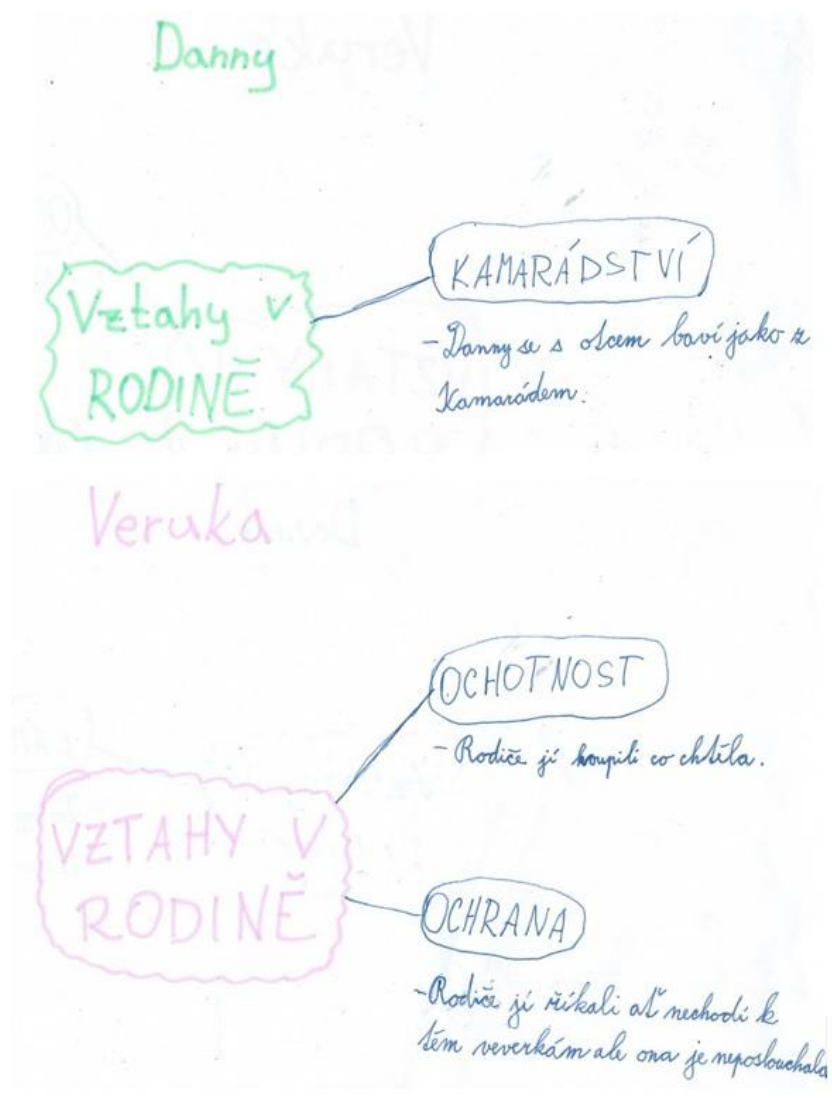 Danny
Vztahy v
RODINĚ
KAMARÁDSTVÍ
- Danny se s otcem baví jako z
Kamarádem.
Veruka
VZTAHY V
RODINĚ
OCHOTNOST
- Rodiče jí koupili co chtěla.
OCHRANA
- Rodiče jí říkali ať nechodí k
těm veverkám ale ona je neposlouchala